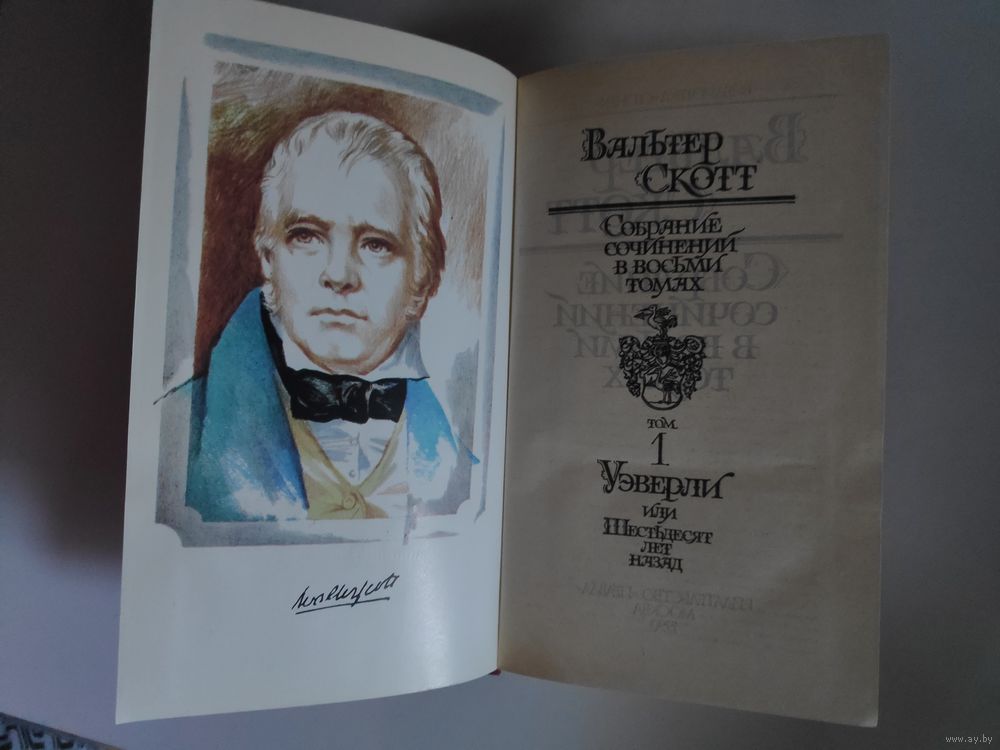 Вальтер
Скотт
Собрание
сочинений
в восьми
томах
том
1
Уэверли
или
Шестьдесят
лет
назад
www.ay.by